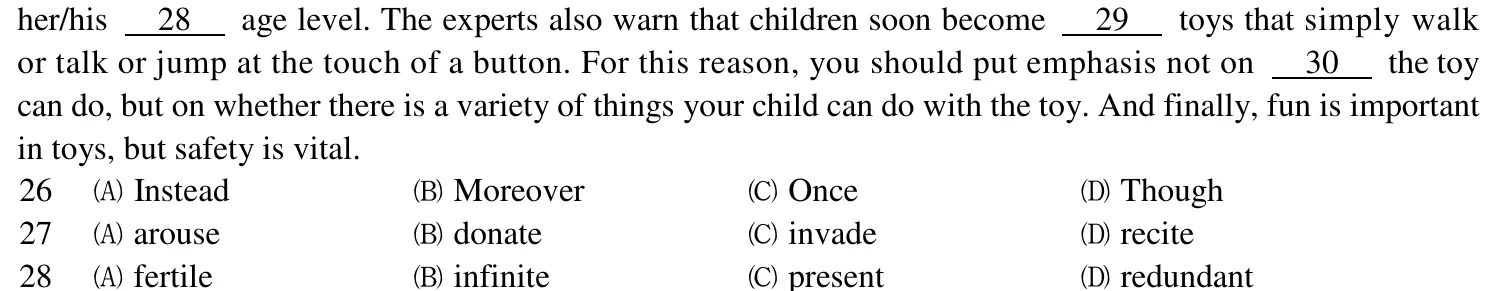 her/his 28 age level. The experts also warn that children soon become 29 toys that simply walk
or talk or jump at the touch of a button. For this reason, you should put emphasis not on 30 the toy
can do, but on whether there is a variety of things your child can do with the toy. And finally, fun is important
in toys, but safety is vital.
26 (A) Instead (B) Moreover (C) Once (D) Though
27 (A) arouse (B) donate (C) invade (D) recite
28 (A) fertile (B) infinite (C) present (D) redundant